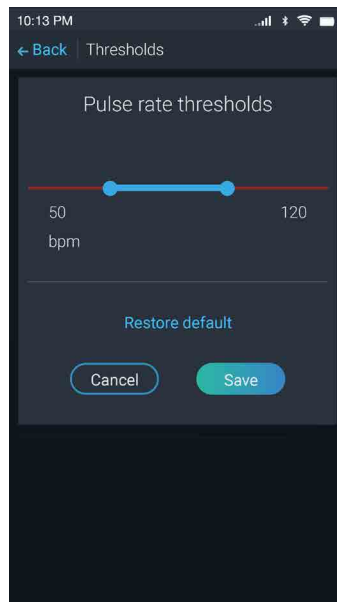 10:13 PM
Back Thresholds
Pulse rate thresholds
50 120
bpm
Restore default
Cancel Save